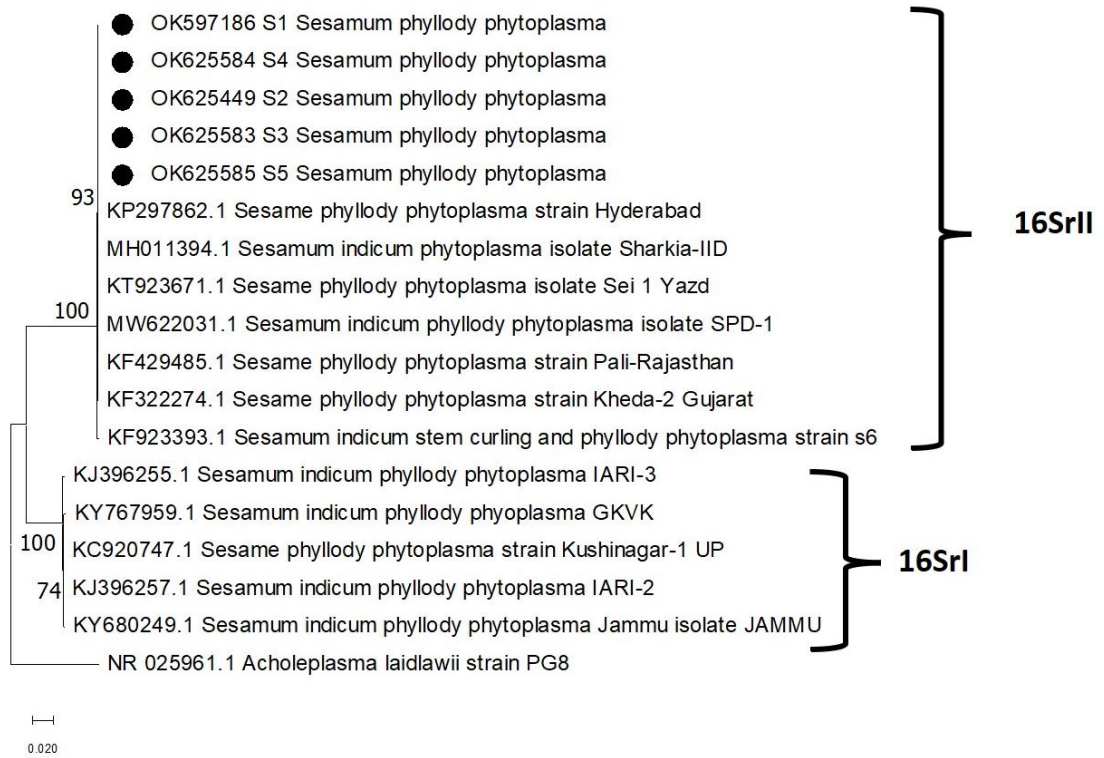 OK597186 S1 Sesamum phyllody phytoplasma
OK625584 S4 Sesamum phyllody phytoplasma
OK625449 S2 Sesamum phyllody phytoplasma
OK625583 S3 Sesamum phyllody phytoplasma
OK625585 S5 Sesamum phyllody phytoplasma
93
KP297862.1 Sesame phyllody phytoplasma strain Hyderabad
16SrII
MH011394.1 Sesamum indicum phytoplasma isolate Sharkia-IID
KT923671.1 Sesame phyllody phytoplasma isolate Sei 1 Yazd
100
MW622031.1 Sesamum indicum phyllody phytoplasma isolate SPD-1
KF429485.1 Sesame phyllody phytoplasma strain Pali-Rajasthan
KF322274.1 Sesame phyllody phytoplasma strain Kheda-2 Gujarat
KF923393.1 Sesamum indicum stem curling and phyllody phytoplasma strain s6
KJ396255.1 Sesamum indicum phyllody phytoplasma IARI-3
KY767959.1 Sesamum indicum phyllody phyoplasma GKVK
100
KC920747.1 Sesame phyllody phytoplasma strain Kushinagar-1 UP
16SrI
74
KJ396257.1 Sesamum indicum phyllody phytoplasma IARI-2
KY680249.1 Sesamum indicum phyllody phytoplasma Jammu isolate JAMMU
NR 025961.1 Acholeplasma laidlawii strain PG8
0.020